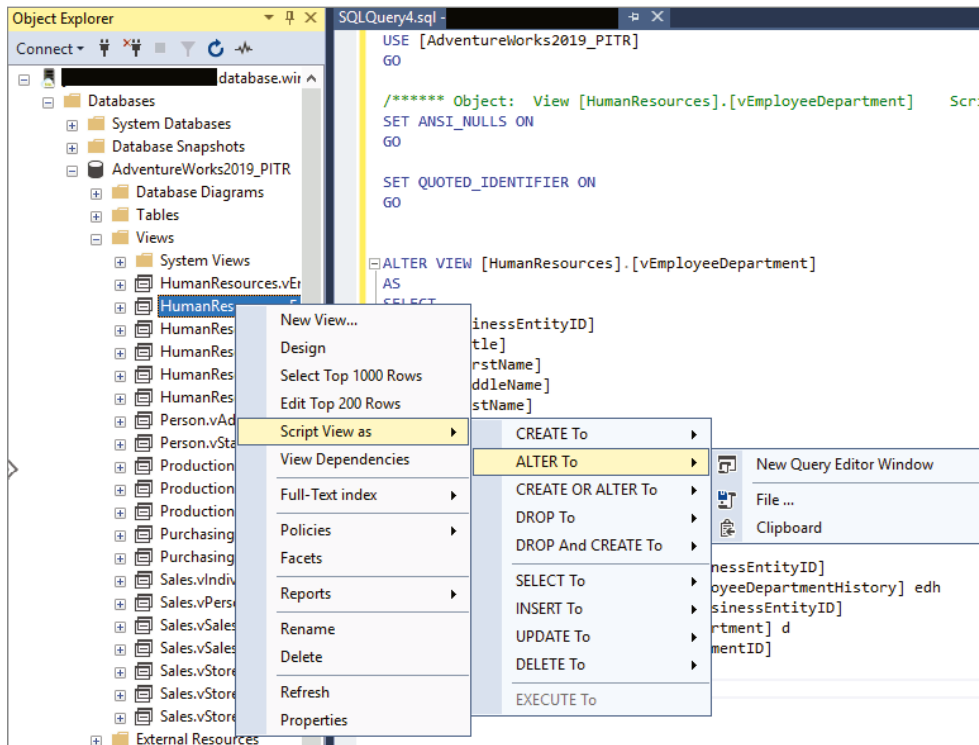 Object Explorer
Connect
database.wir
Databases
System Databases
Database Snapshots
AdventureWorks2019_PITR
Database Diagrams
Tables
Views
System Views
HumanResources.vEr
HumanRes
HumanRes
HumanRes
HumanRes
HumanRes
Person.vAd
Person.vSta
Production
Production
Production
Purchasing
Purchasing
Sales.vIndiv
Sales.vPerso
Sales.vSales
Sales.vSales
Sales.vStore
Sales.vStore
Sales.vStore
External Resources
SQLQuery4.sql -
USE [AdventureWorks2019_PITR]
GO
/****** Object:  View [HumanResources].[vEmployeeDepartment]    Scri
SET ANSI_NULLS ON
GO
SET QUOTED_IDENTIFIER ON
GO
ALTER VIEW [HumanResources].[vEmployeeDepartment]
AS
SELECT
inessEntityID]
tle]
rstName]
ddleName]
stName]
nessEntityID]
oyeeDepartmentHistory] edh
sinessEntityID]
rtment] d
mentID]
New View...
Design
Select Top 1000 Rows
Edit Top 200 Rows
Script View as
View Dependencies
Full-Text index
Policies
Facets
Reports
Rename
Delete
Refresh
Properties
CREATE To
ALTER To
CREATE OR ALTER To
DROP To
DROP And CREATE To
SELECT To
INSERT To
UPDATE To
DELETE To
EXECUTE To
New Query Editor Window
File ...
Clipboard